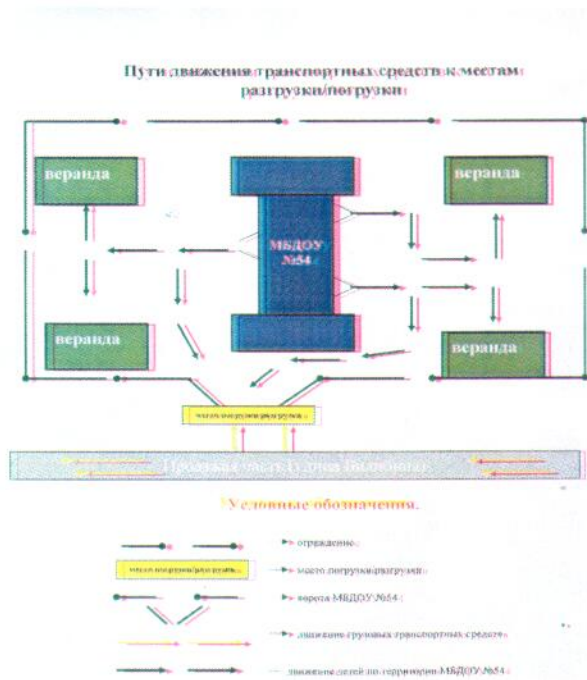 Пути движения транспортных средств к местам
разгрузки/погрузки
веранда
веранда
МБДОУ
№54
веранда
веранда
место погрузки/разгрузки
Проезжая часть (улица
Условные обозначения.
ограждение
место погрузки/разгрузки
место погрузки/разгрузки
ворота МБДОУ №54
движение грузовых транспортных средств
движение детей по территории МБДОУ №54